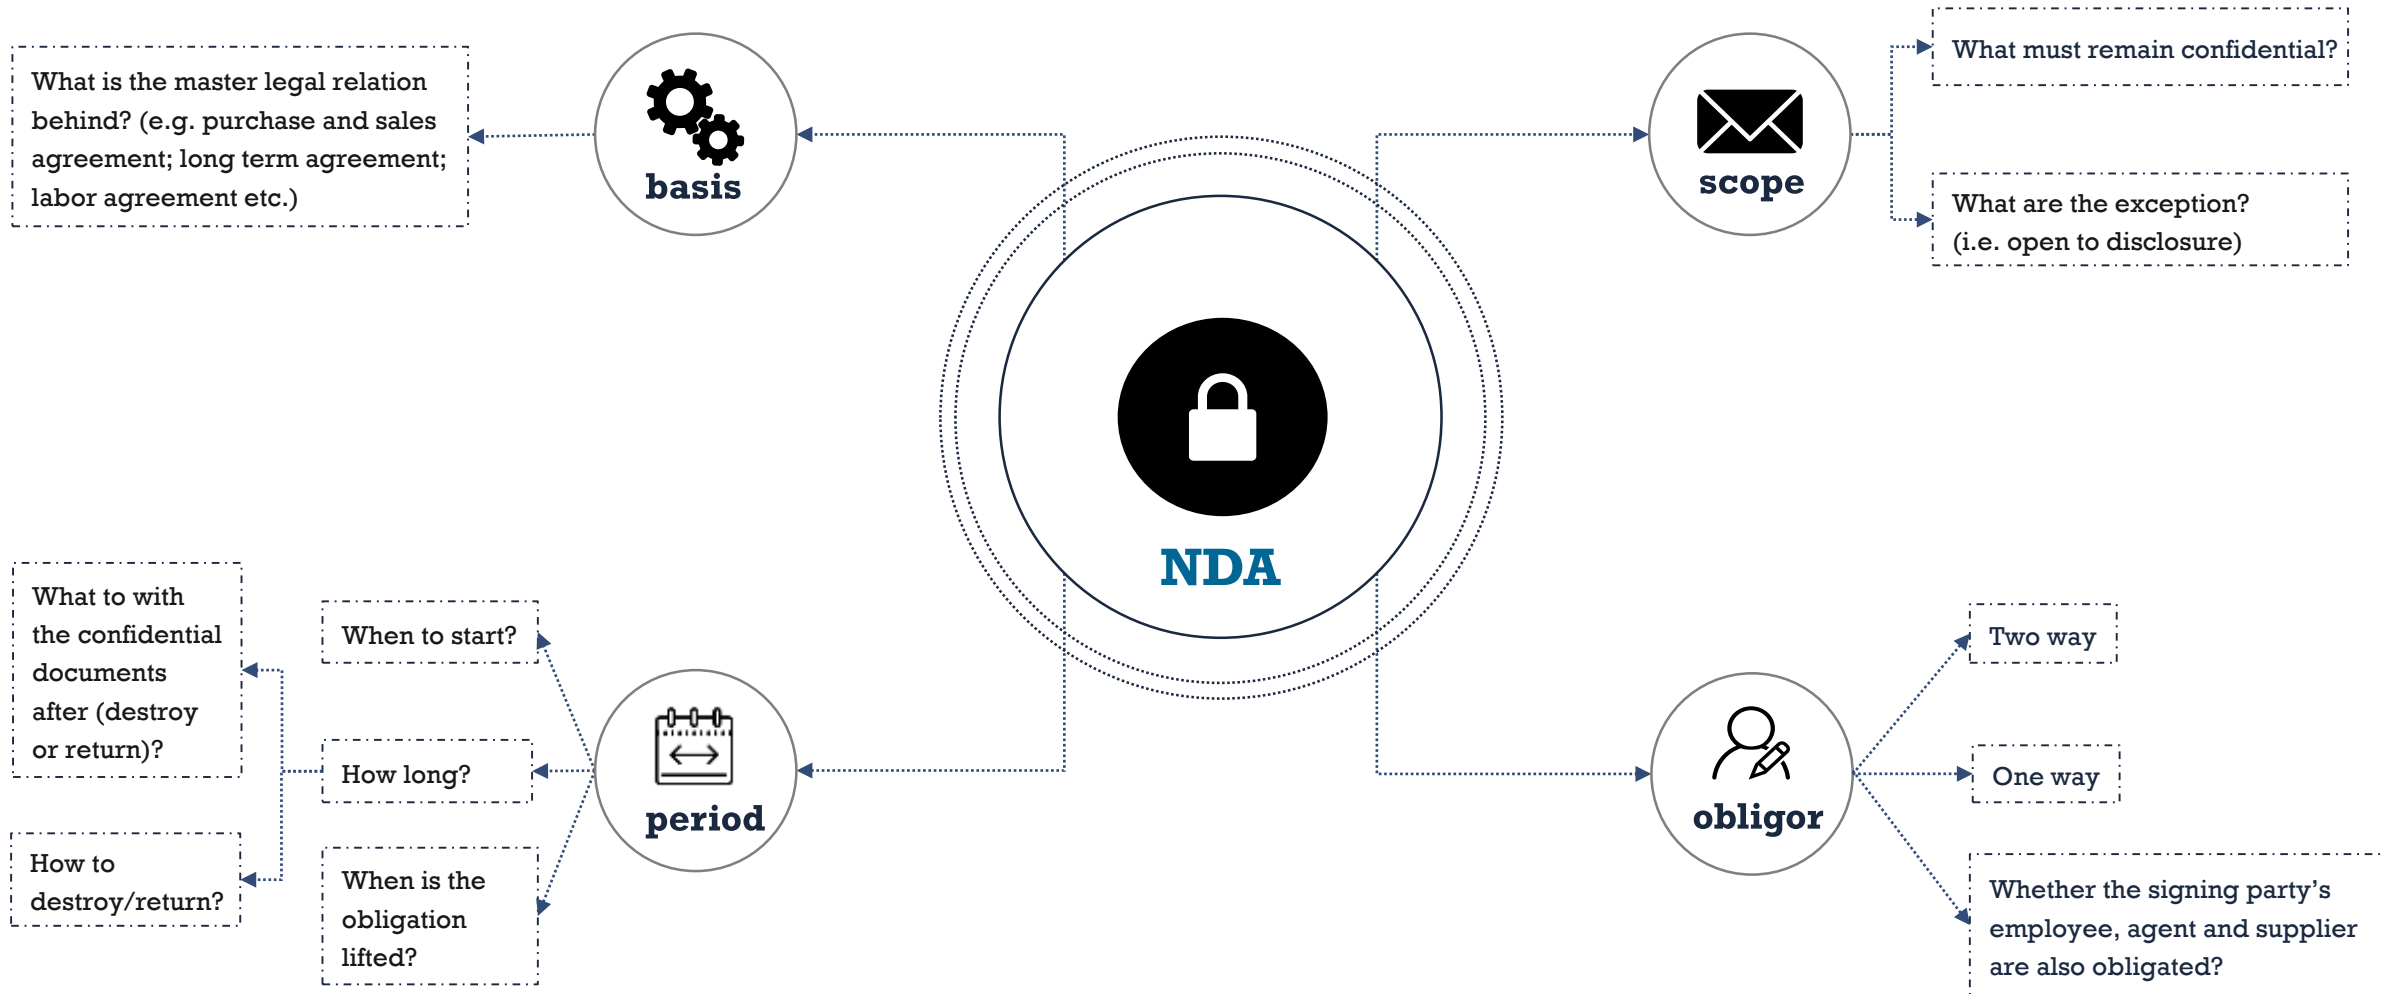 What is the master legal relation
behind? (e.g. purchase and sales
agreement; long term agreement;
labor agreement etc.)
basis
scope
What must remain confidential?
What are the exception?
(i.e. open to disclosure)
NDA
What to with
the confidential
documents
after (destroy
or return)?
How to
destroy/return?
When to start?
How long?
When is the
obligation
lifted?
period
obligor
Two way
One way
Whether the signing party’s
employee, agent and supplier
are also obligated?